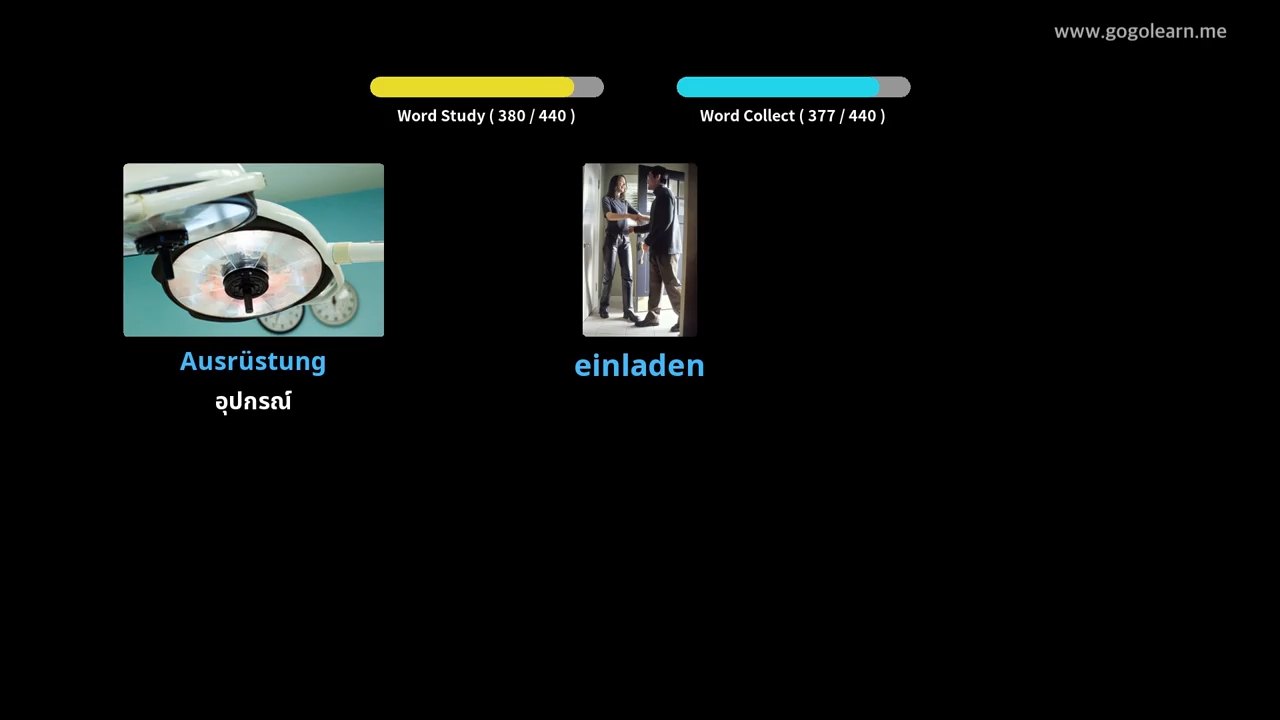 www.gogolearn.me
Word Study ( 380 / 440 )
Word Collect ( 377 / 440 )
Ausrüstung
อุปกรณ์
einladen